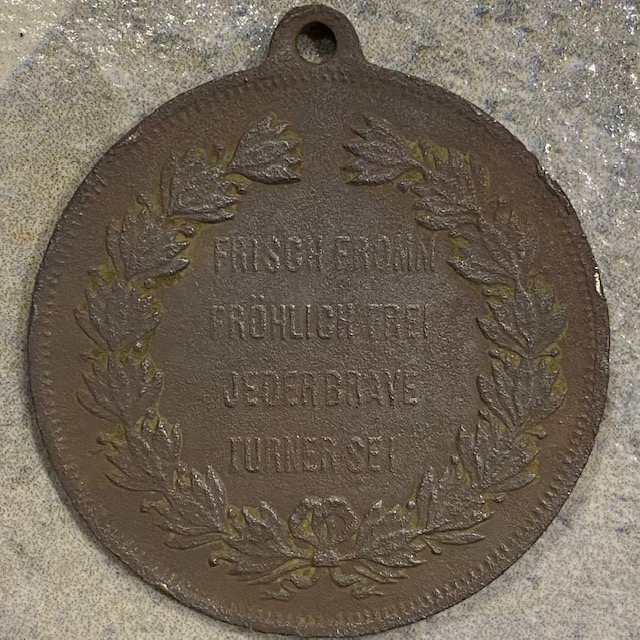 FRISCH FROMM
FRÖHLICH FREI
JEDER BRAVE
TURNER SEI